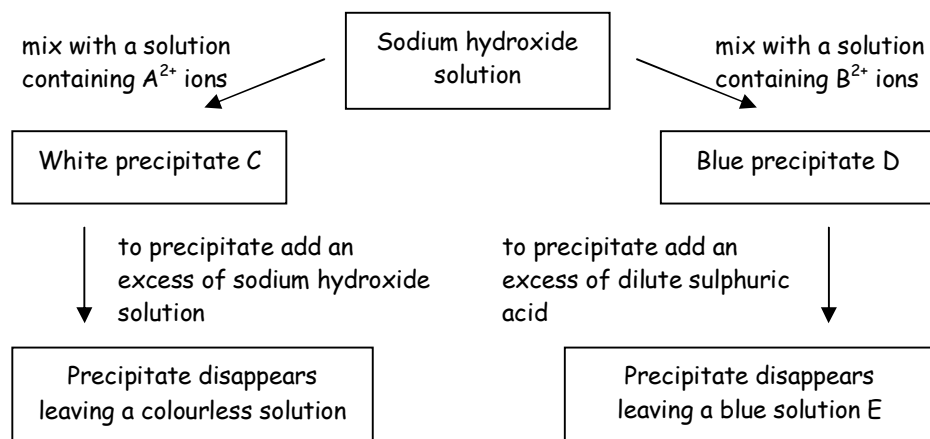 Sodium hydroxide
solution
mix with a solution
containing A²⁺ ions
mix with a solution
containing B²⁺ ions
White precipitate C
Blue precipitate D
to precipitate add an
excess of sodium hydroxide
solution
to precipitate add an
excess of dilute sulphuric
acid
Precipitate disappears
leaving a colourless solution
Precipitate disappears
leaving a blue solution E